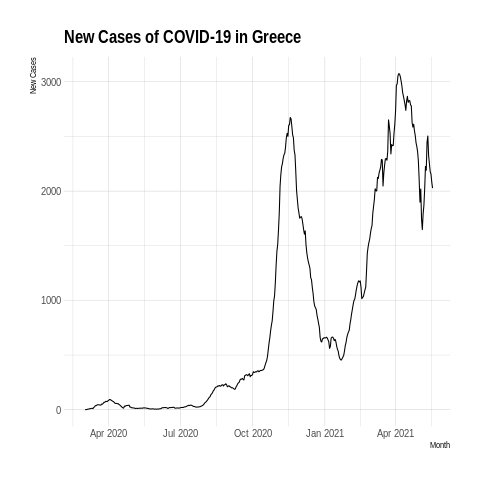 New Cases of COVID-19 in Greece
New Cases
3000
2000
1000
0
Apr 2020 Jul 2020 Oct 2020 Jan 2021 Apr 2021
Month